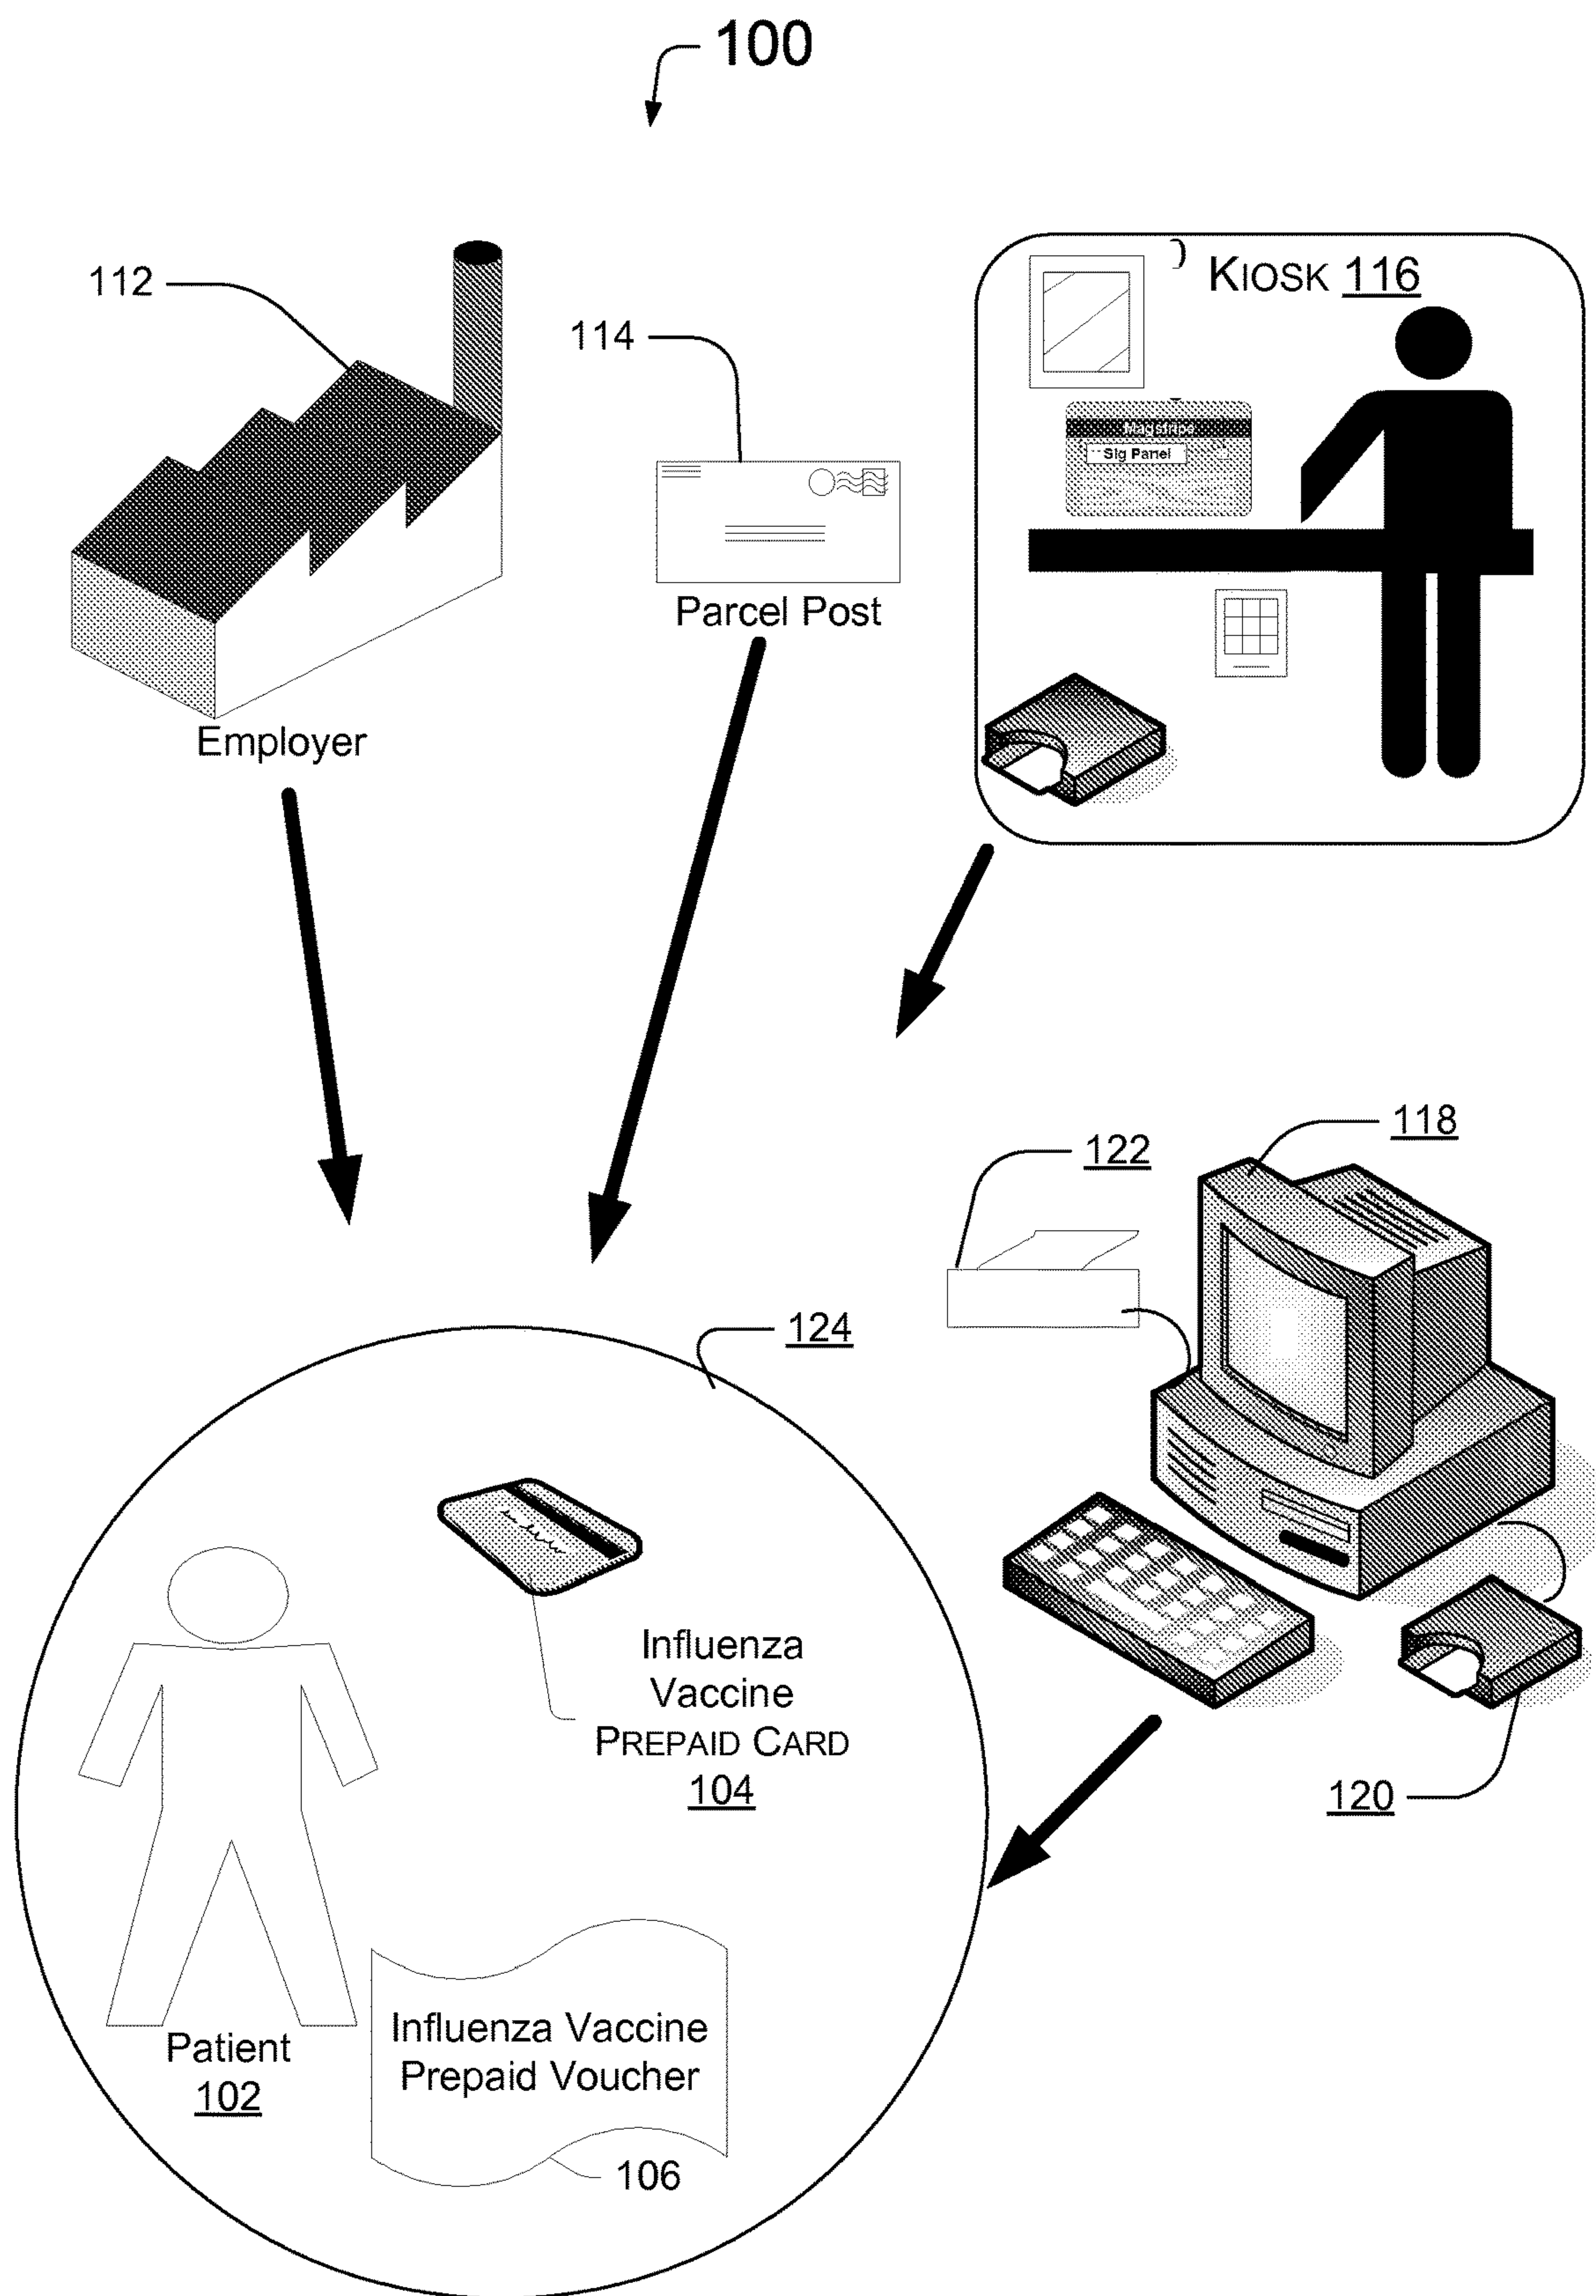 100
112
114
KIOSK 116
Magstripe
Sig Panel
Parcel Post
Employer
118
122
124
Influenza
Vaccine
PREPAID CARD
104
120
Influenza Vaccine
Prepaid Voucher
Patient
102
106